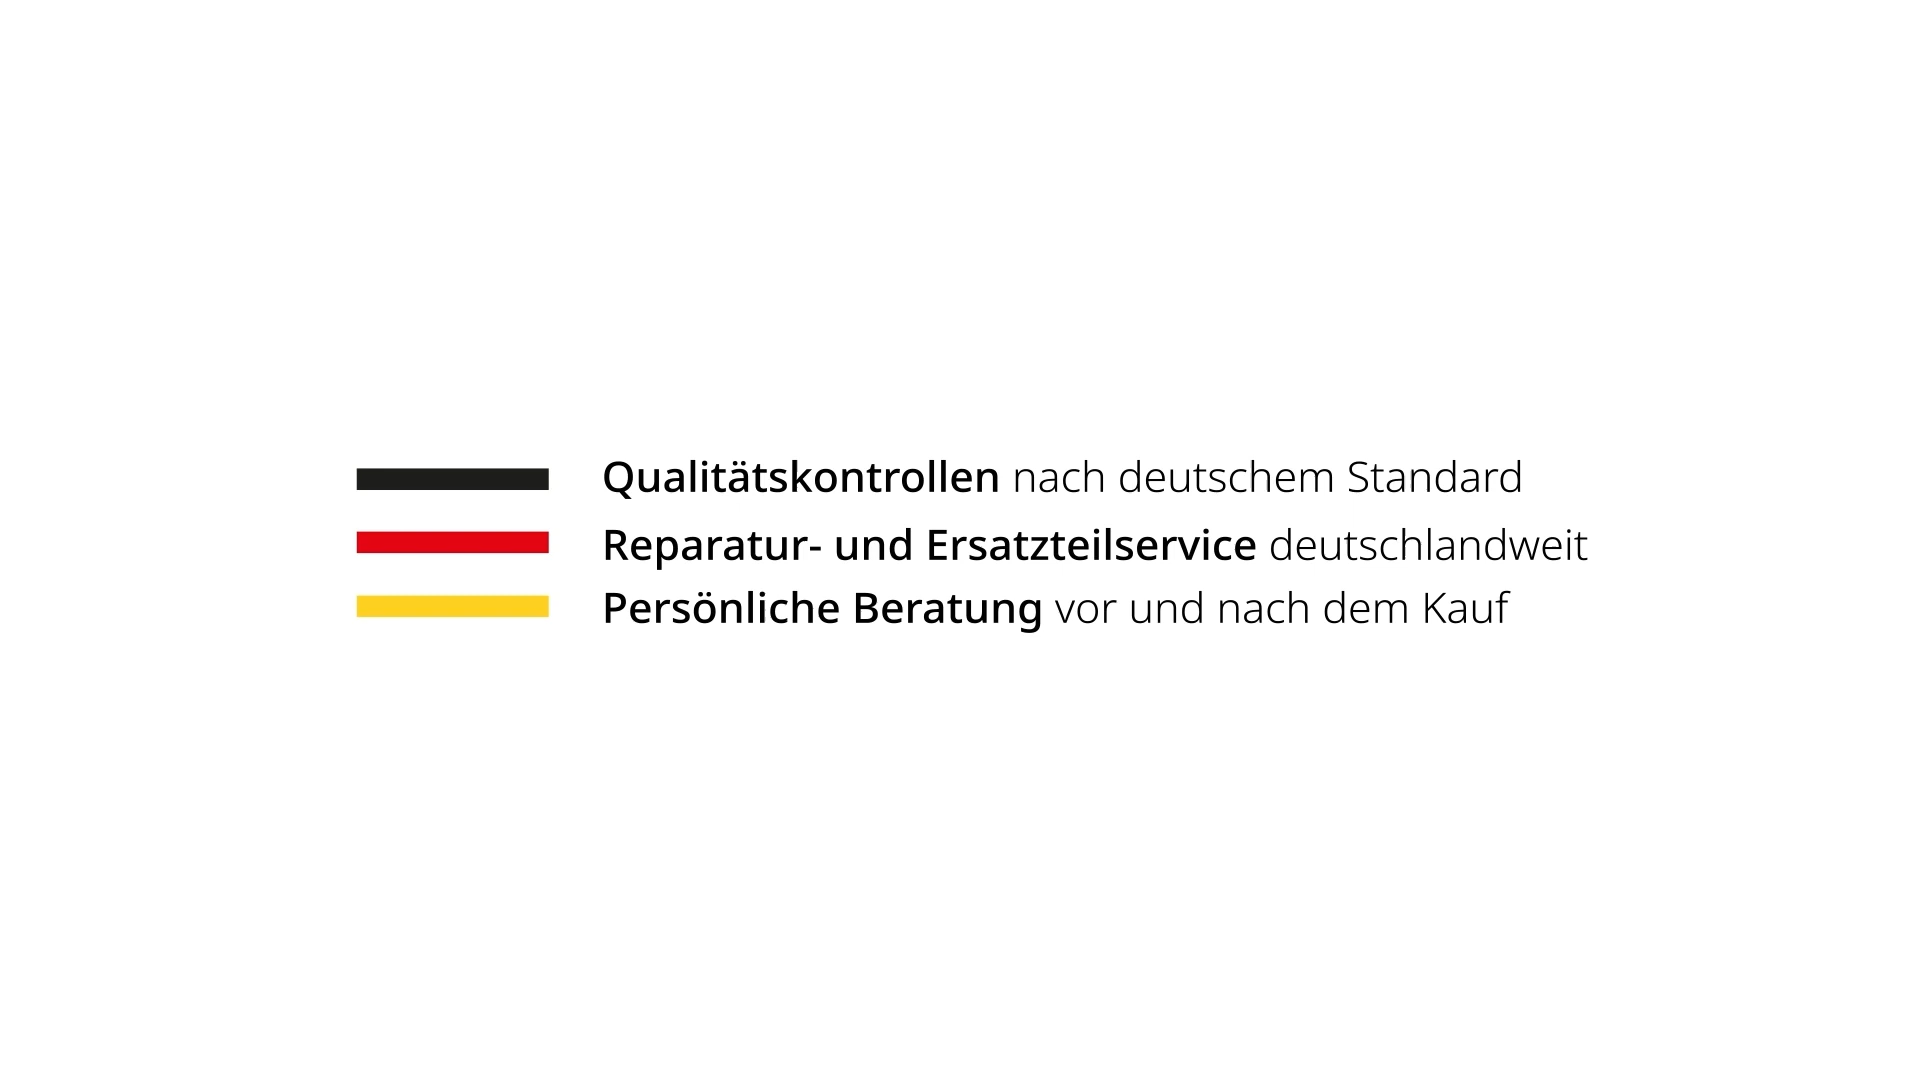 Qualitätskontrollen nach deutschem Standard
Reparatur- und Ersatzteilservice deutschlandweit
Persönliche Beratung vor und nach dem Kauf